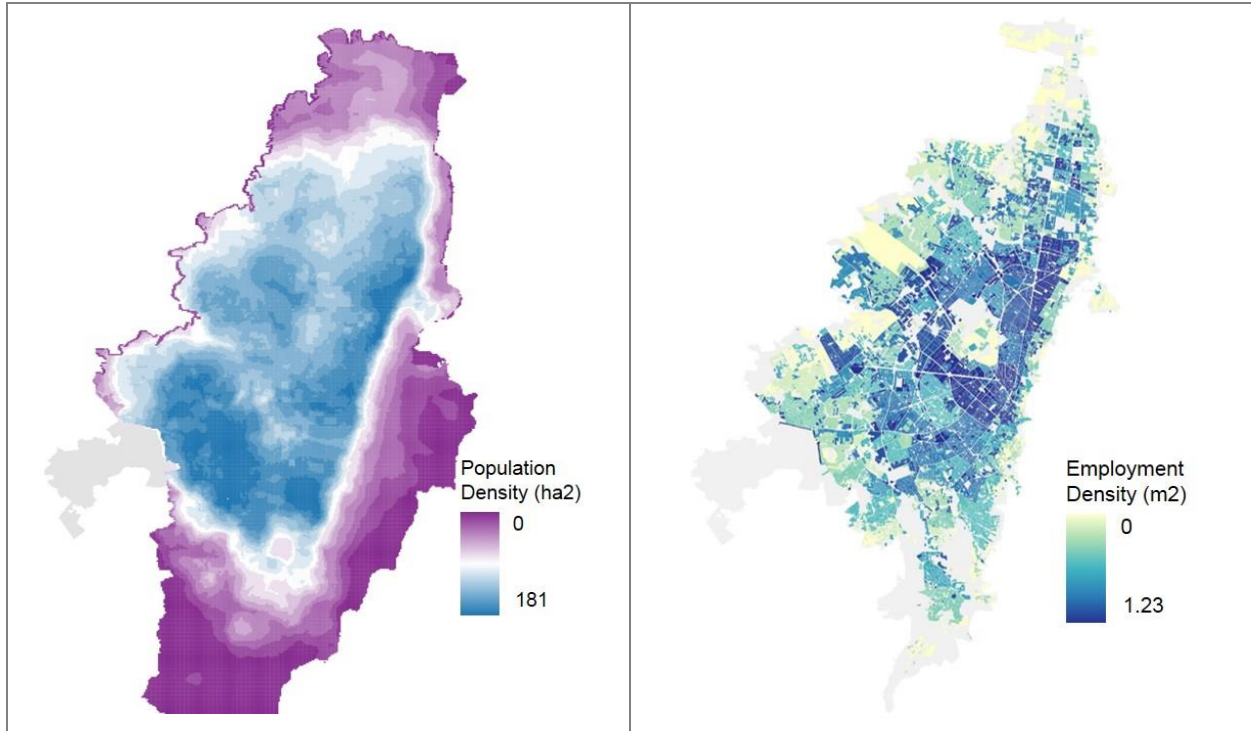 Population
Density (ha2)
0
181
Employment
Density (m2)
0
1.23